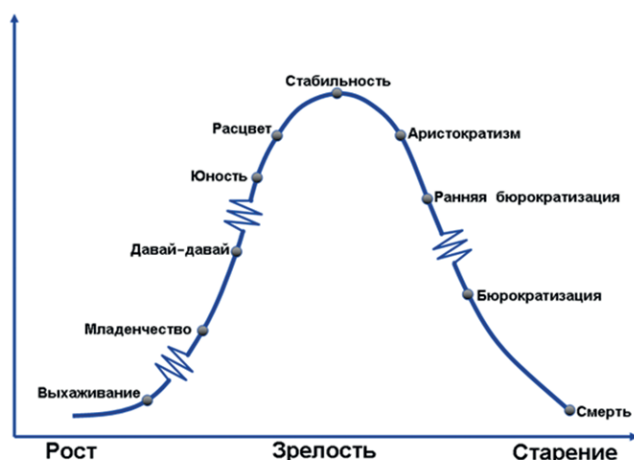 Стабильность
Расцвет
Аристократизм
Юность
Ранняя бюрократизация
Давай-давай
Бюрократизация
Младенчество
Выхаживание
Смерть
Рост
Зрелость
Старение